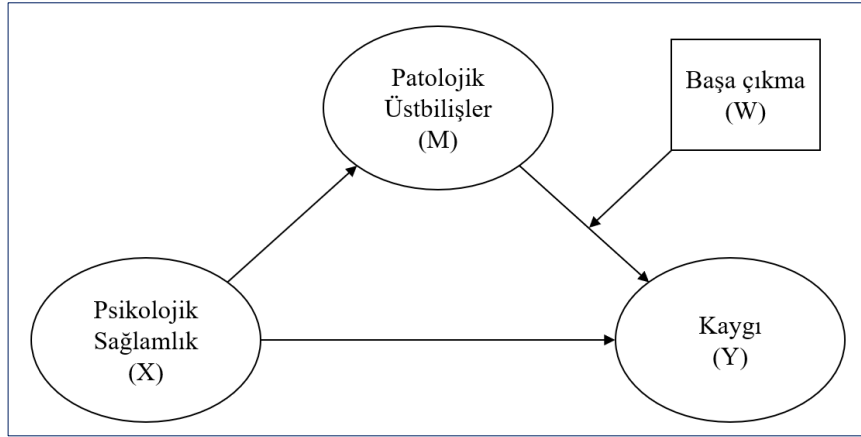 Patolojik
Üstbilişler
(M)
Başa çıkma
(W)
Psikolojik
Sağlamlık
(X)
Kaygı
(Y)